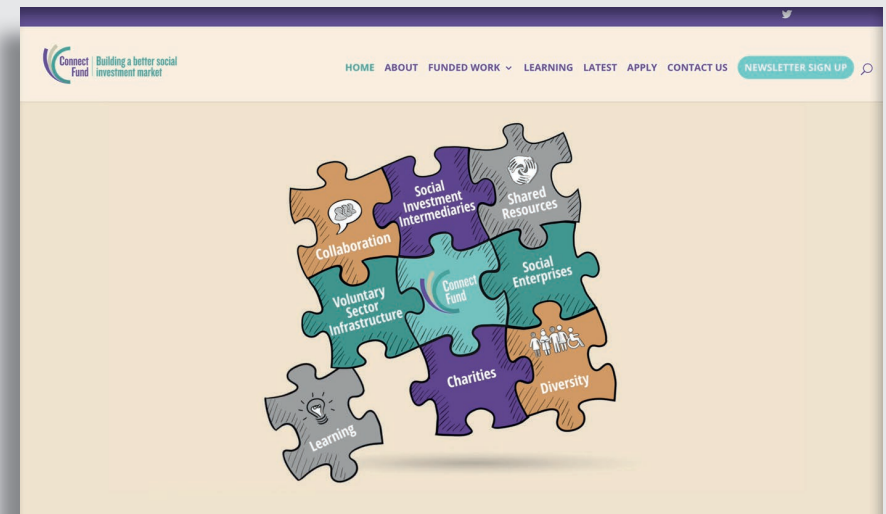 Connect
Fund
Building a better social
investment market
HOME ABOUT FUNDED WORK LEARNING LATEST APPLY CONTACT US NEWSLETTER SIGN UP
Collaboration
Social
Investment
Intermediaries
Shared
Resources
Voluntary
Sector
Infrastructure
Connect
Fund
Social
Enterprises
Learning
Charities
Diversity